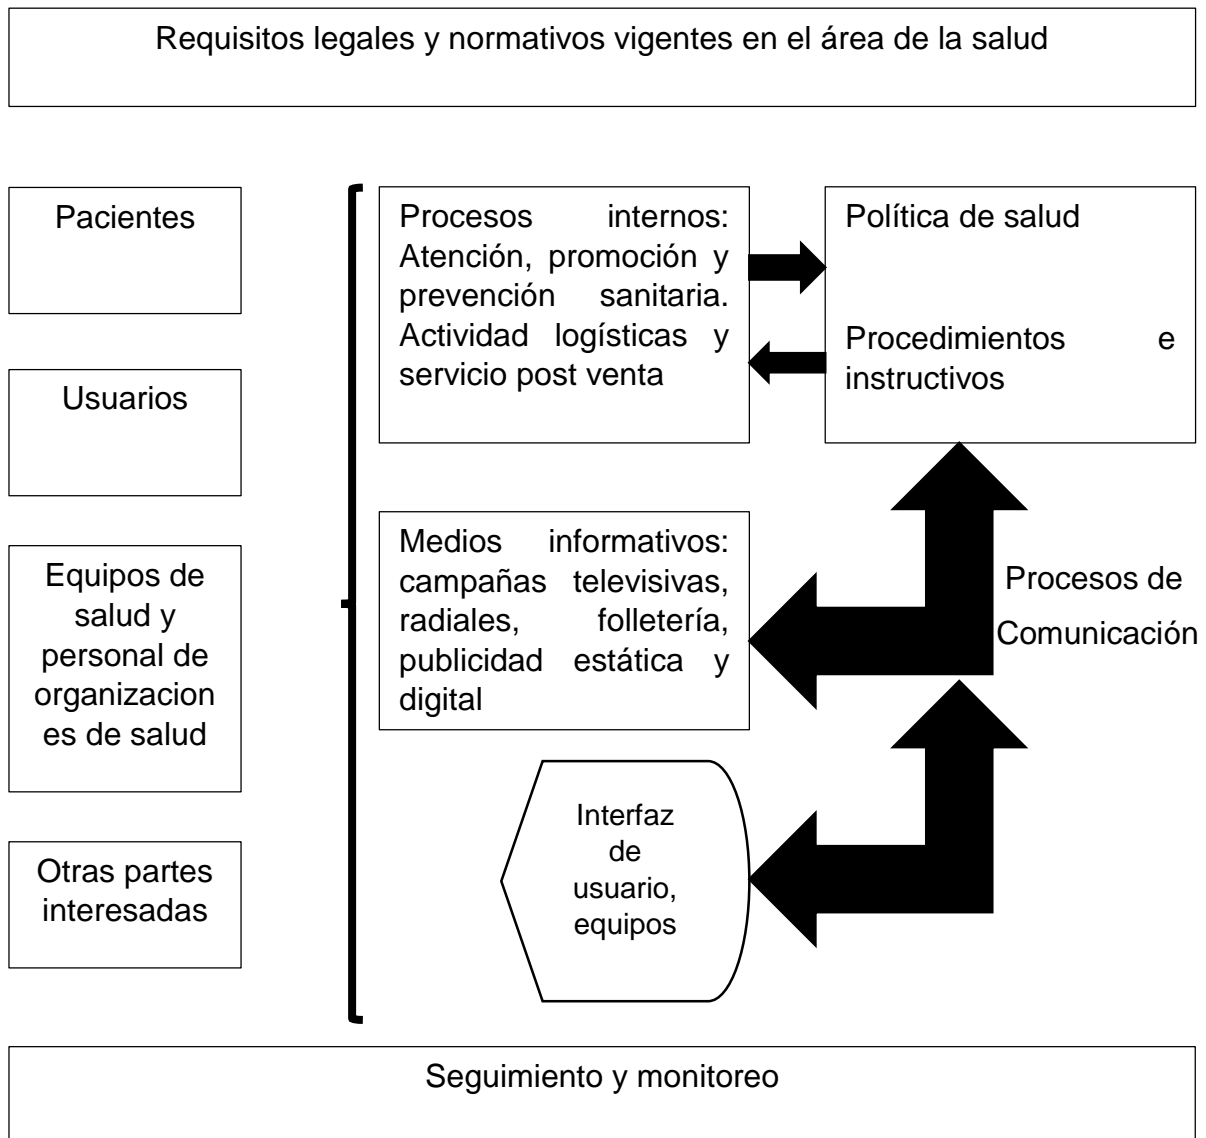 Requisitos legales y normativos vigentes en el área de la salud
Pacientes
Usuarios
Equipos de
salud y
personal de
organizacion
es de salud
Otras partes
interesadas
Procesos internos:
Atención, promoción y
prevención sanitaria.
Actividad logísticas y
servicio post venta
Política de salud
Procedimientos e
instructivos
Medios informativos:
campañas televisivas,
radiales, folletería,
publicidad estática y
digital
Procesos de
Comunicación
Interfaz
de
usuario,
equipos
Seguimiento y monitoreo